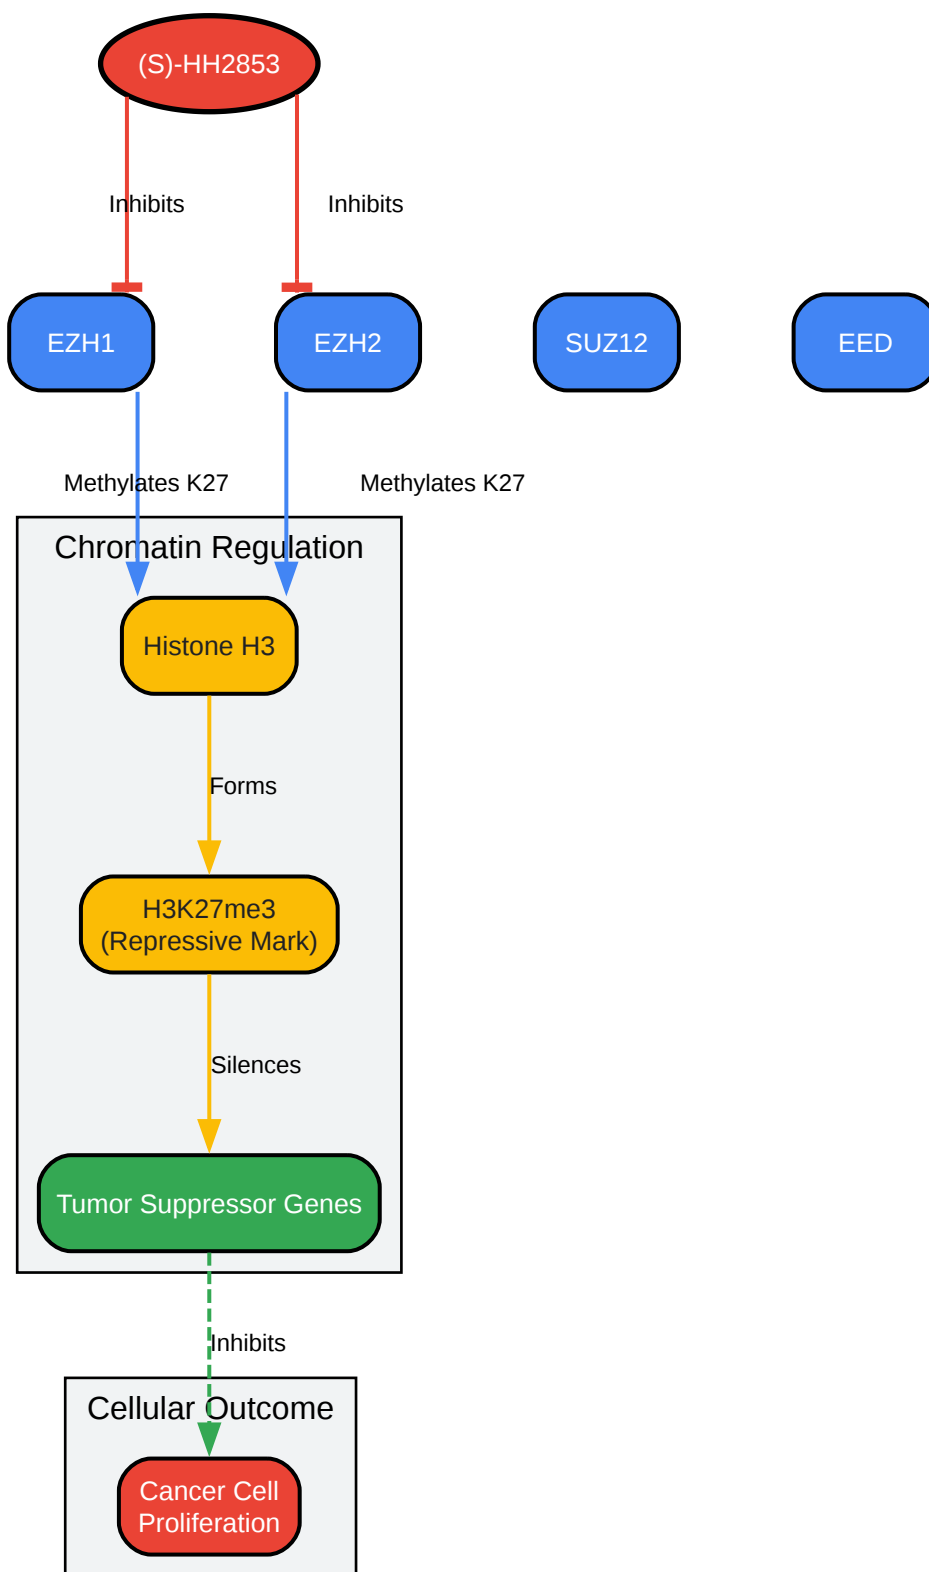 (S)-HH2853
Inhibits
Inhibits
EZH1
EZH2
SUZ12
EED
Methylates K27
Methylates K27
Chromatin Regulation
Histone H3
Forms
H3K27me3
(Repressive Mark)
Silences
Tumor Suppressor Genes
Inhibits
Cellular Outcome
Cancer Cell
Proliferation